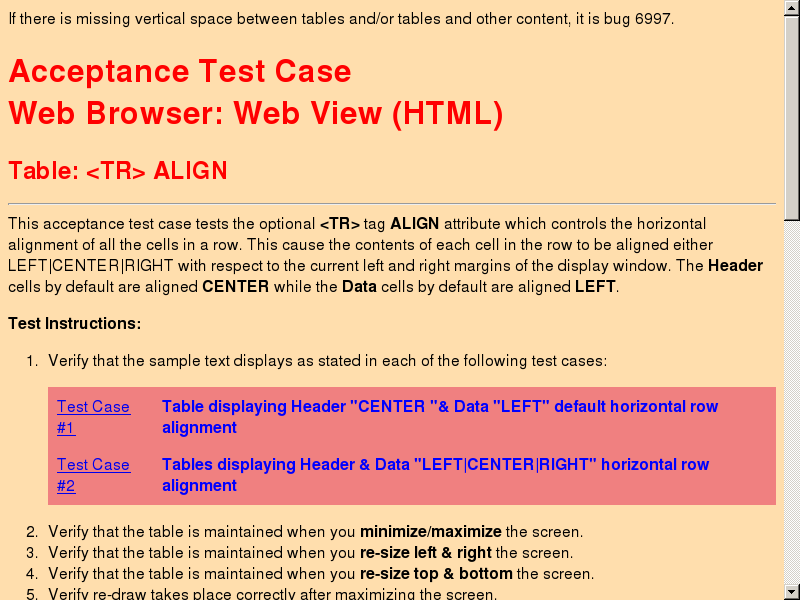 If there is missing vertical space between tables and/or tables and other content, it is bug 6997.
Acceptance Test Case
Web Browser: Web View (HTML)
Table: <TR> ALIGN
This acceptance test case tests the optional <TR> tag ALIGN attribute which controls the horizontal
alignment of all the cells in a row. This cause the contents of each cell in the row to be aligned either
LEFT|CENTER|RIGHT with respect to the current left and right margins of the display window. The Header
cells by default are aligned CENTER while the Data cells by default are aligned LEFT.
Test Instructions:
1. Verify that the sample text displays as stated in each of the following test cases:
Test Case #1
Table displaying Header "CENTER "& Data "LEFT" default horizontal row
alignment
Test Case #2
Tables displaying Header & Data "LEFT|CENTER|RIGHT" horizontal row
alignment
2. Verify that the table is maintained when you minimize/maximize the screen.
3. Verify that the table is maintained when you re-size left & right the screen.
4. Verify that the table is maintained when you re-size top & bottom the screen.
5. Verify re-draw takes place correctly after maximizing the screen.